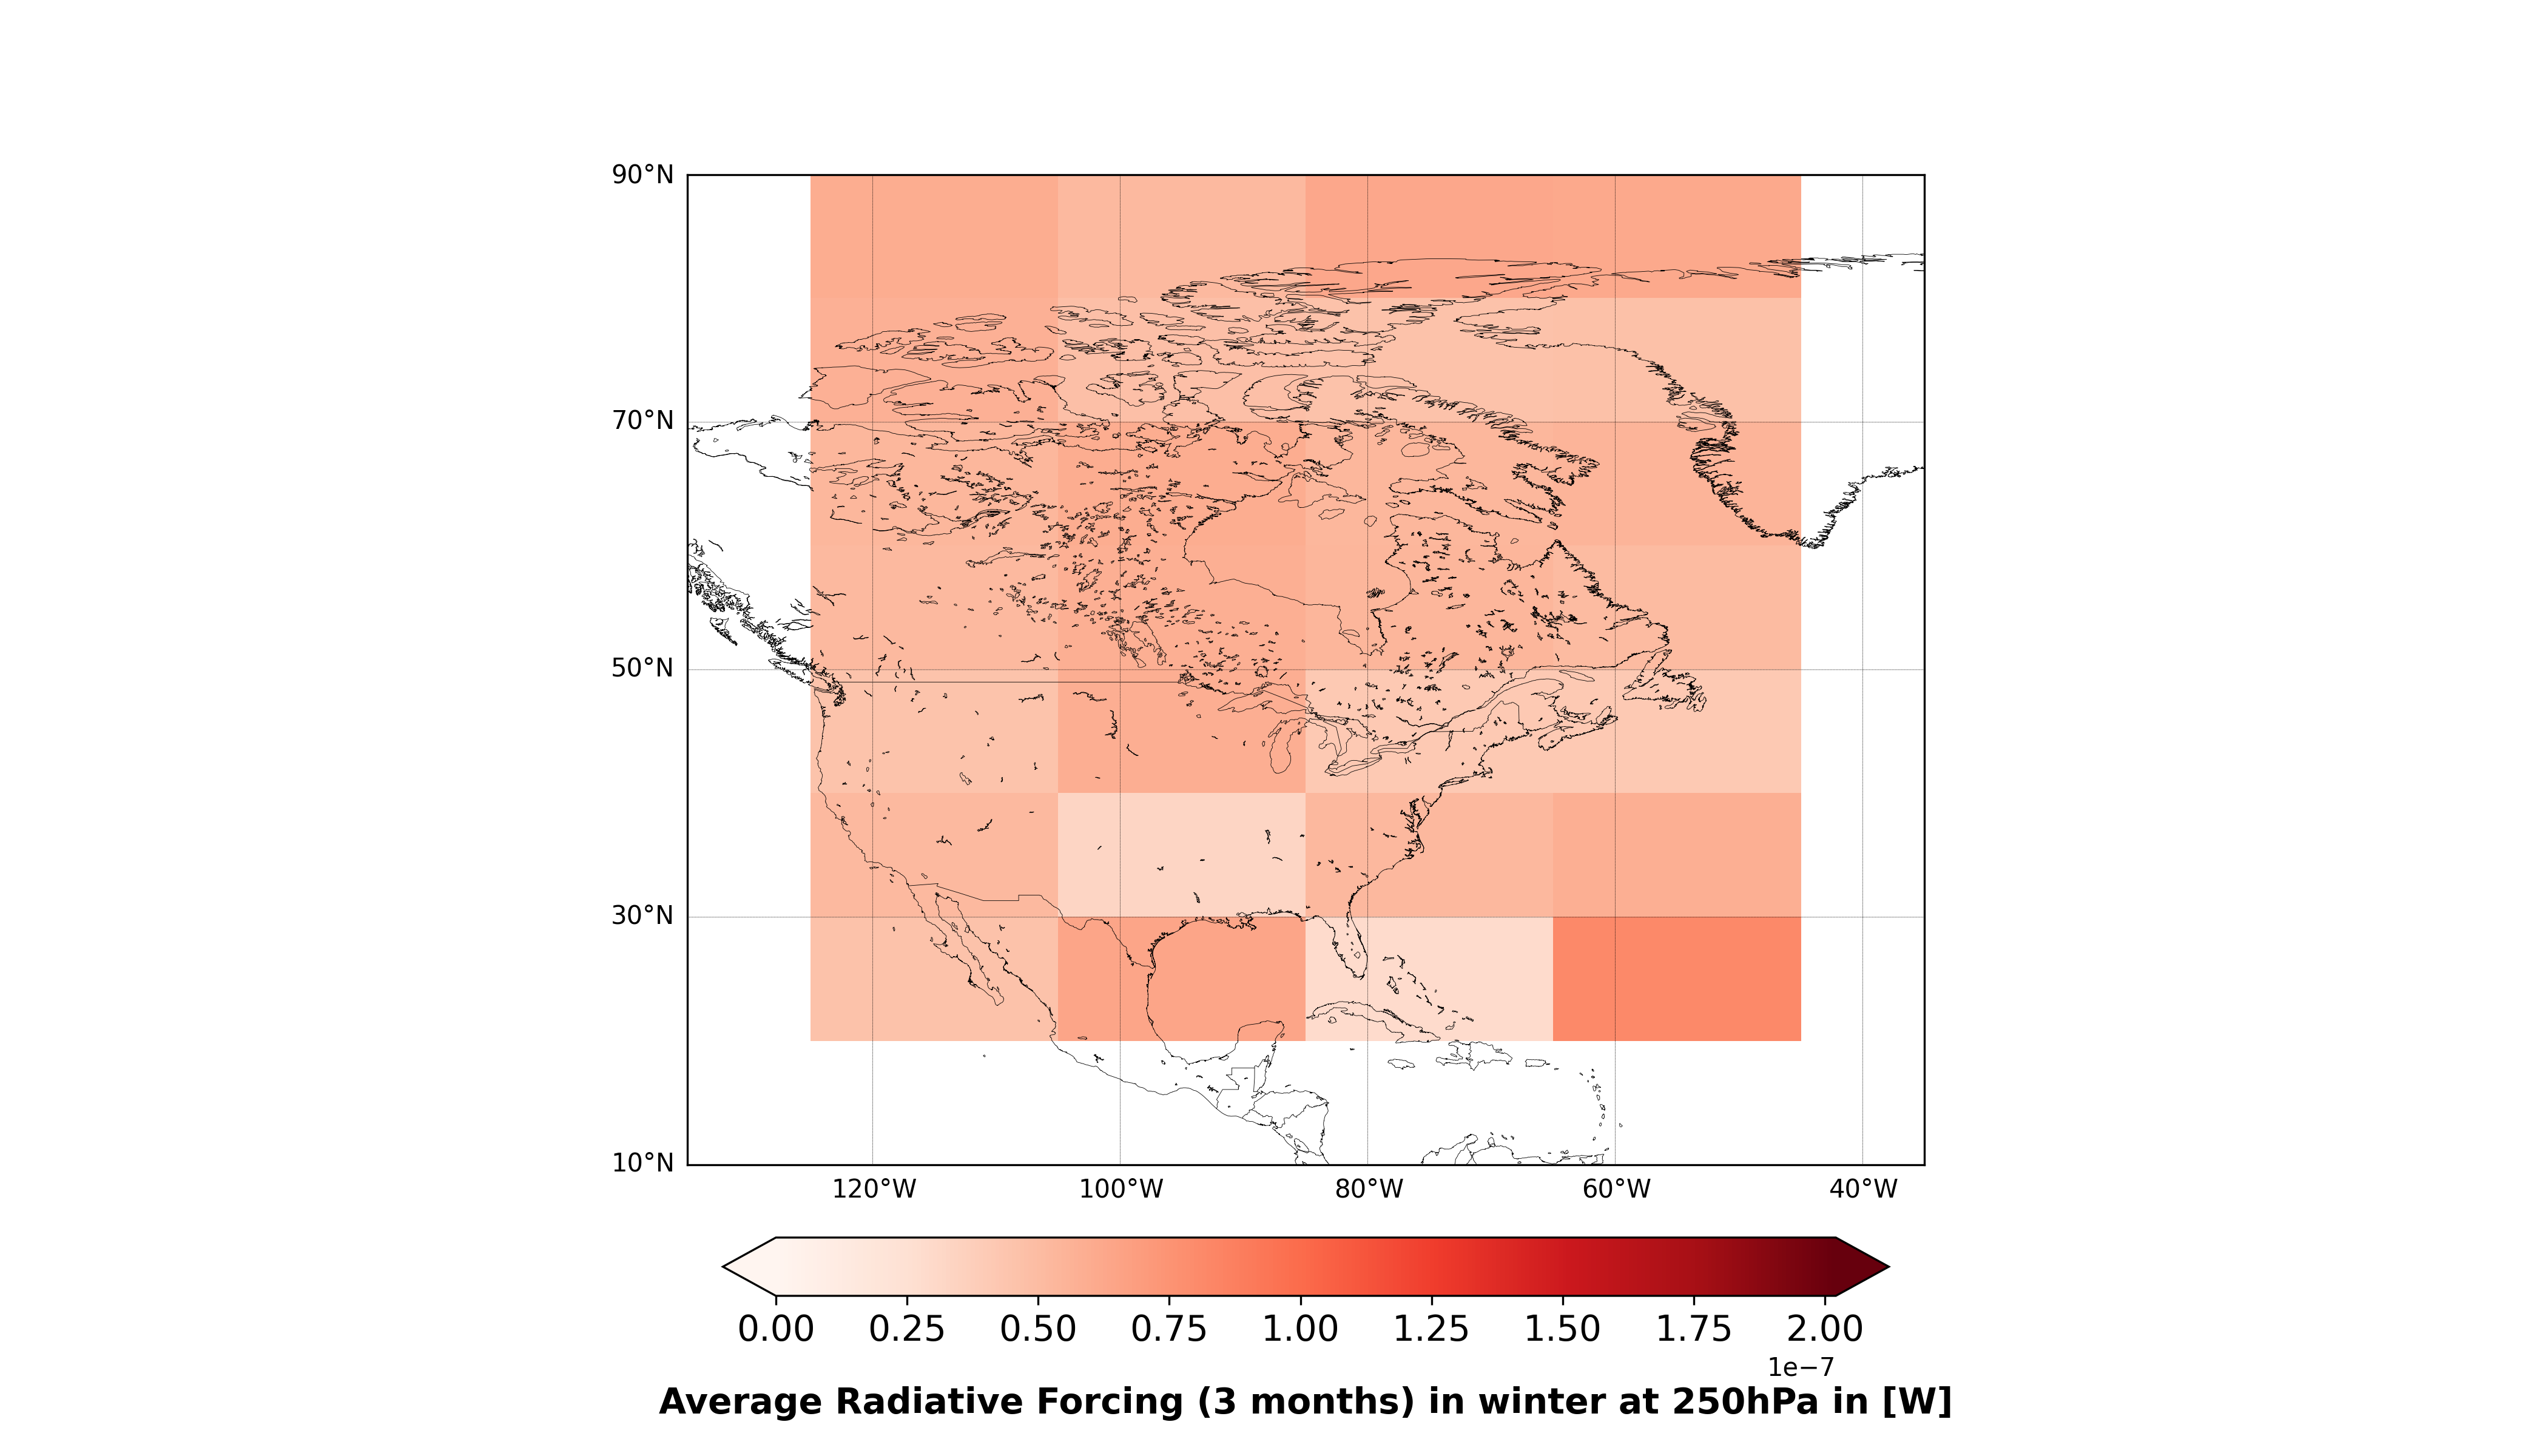 90°N
70°N
50°N
30°N
10°N
120°W 100°W 80°W 60°W 40°W
0.00 0.25 0.50 0.75 1.00 1.25 1.50 1.75 2.00
1e−7
Average Radiative Forcing (3 months) in winter at 250hPa in [W]